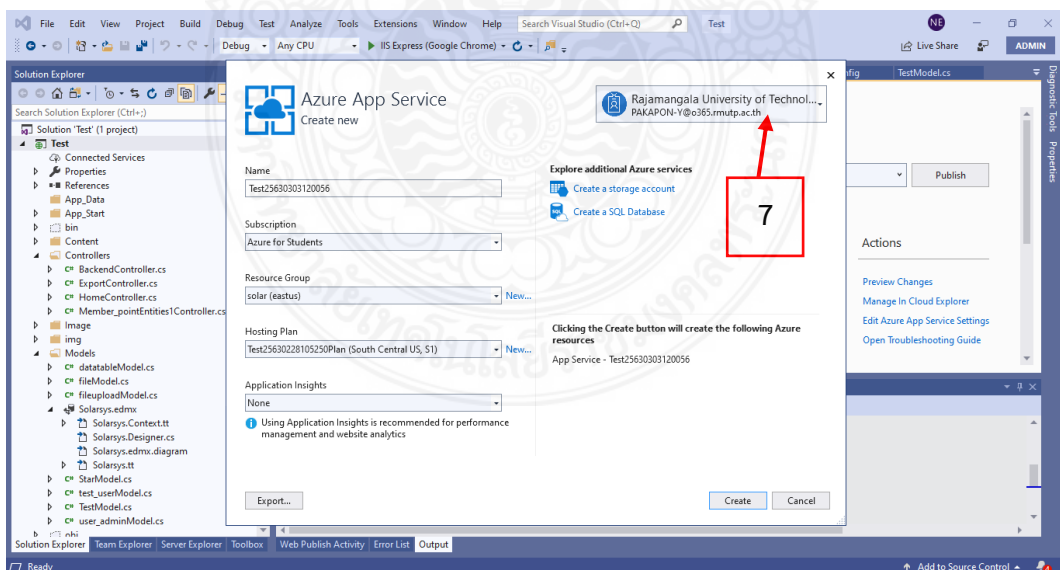 File Edit View Project Build Debug Test Analyze Tools Extensions Window Help Search Visual Studio (Ctrl+Q) Test NE
Debug Any CPU IIS Express (Google Chrome) Live Share ADMIN
Solution Explorer
Search Solution Explorer (Ctrl+;)
Solution 'Test' (1 project)
Test
Connected Services
Properties
References
App_Data
App_Start
bin
Content
Controllers
C# BackendController.cs
C# ExportController.cs
C# HomeController.cs
C# Member_pointEntities1Controller.cs
Image
img
Models
C# datatableModel.cs
C# fileModel.cs
C# fileuploadModel.cs
Solarsys.edmx
Solarsys.Context.tt
Solarsys.Designer.cs
Solarsys.edmx.diagram
Solarsys.tt
C# StarModel.cs
C# test_userModel.cs
C# TestModel.cs
C# user_adminModel.cs
obj
Solution Explorer Team Explorer Server Explorer Toolbox
Azure App Service
Create new
Rajamangala University of Technol...
PAKAPON-Y@o365.rmutp.ac.th
Name
Test25630303120056
Subscription
Azure for Students
Resource Group
solar (eastus) New...
Hosting Plan
Test25630228105250Plan (South Central US, S1) New...
Application Insights
None
Using Application Insights is recommended for performance
management and website analytics
Explore additional Azure services
Create a storage account
Create a SQL Database
7
Clicking the Create button will create the following Azure
resources
App Service - Test25630303120056
Export... Create Cancel
nfig TestModel.cs
Publish
Actions
Preview Changes
Manage In Cloud Explorer
Edit Azure App Service Settings
Open Troubleshooting Guide
Diagnostic Tools Properties
Web Publish Activity Error List Output
Ready Add to Source Control